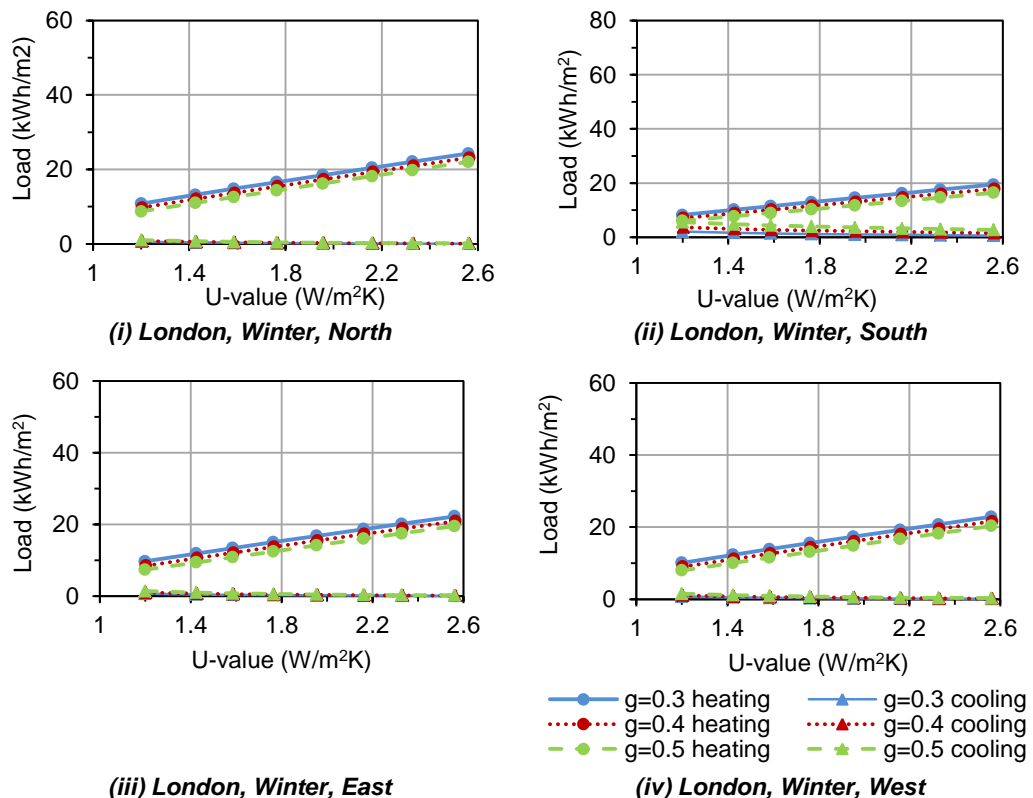 60
40
20
0
Load (kWh/m2)
1
1.4
1.8
2.2
2.6
U-value (W/m²K)
(i) London, Winter, North
80
60
40
20
0
Load (kWh/m²)
1
1.4
1.8
2.2
2.6
U-value (W/m²K)
(ii) London, Winter, South
60
40
20
0
Load (kWh/m²)
1
1.4
1.8
2.2
2.6
U-value (W/m²K)
60
40
20
0
Load (kWh/m²)
1
1.4
1.8
2.2
2.6
U-value (W/m²K)
g=0.3 heating
g=0.3 cooling
g=0.4 heating
g=0.4 cooling
g=0.5 heating
g=0.5 cooling
(iii) London, Winter, East
(iv) London, Winter, West